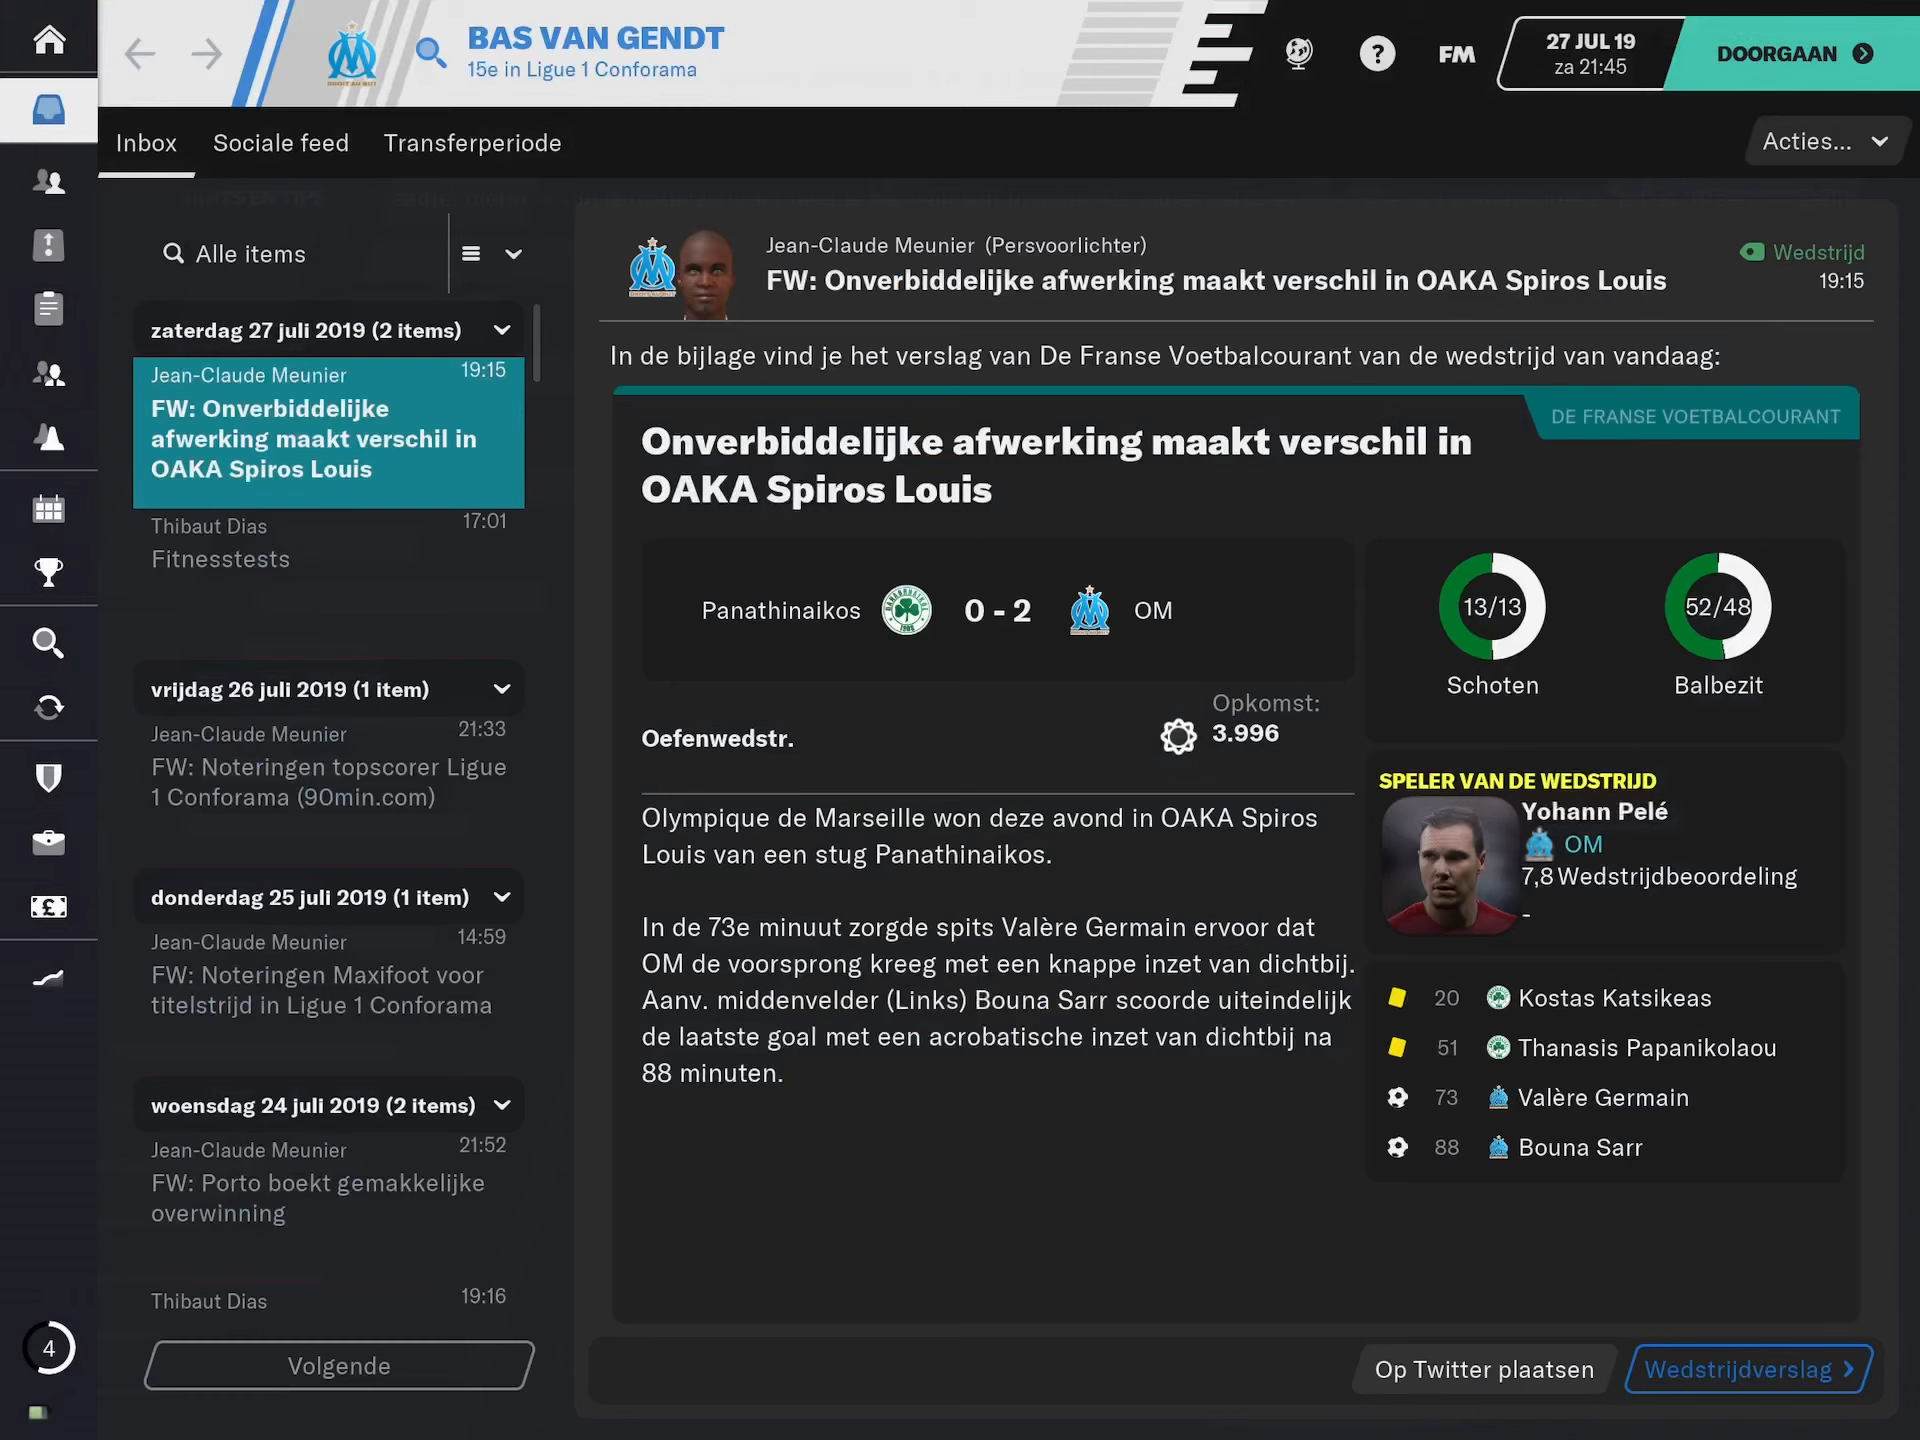 BAS VAN GENDT
15e in Ligue 1 Conforama
FM
27 JUL 19
za 21:45
DOORGAAN
Inbox
Sociale feed
Transferperiode
Acties...
Alle items
zaterdag 27 juli 2019 (2 items)
Jean-Claude Meunier
19:15
FW: Onverbiddelijke
afwerking maakt verschil in
OAKA Spiros Louis
Thibaut Dias
17:01
Fitnesstests
vrijdag 26 juli 2019 (1 item)
Jean-Claude Meunier
21:33
FW: Noteringen topscorer Ligue
1 Conforama (90min.com)
donderdag 25 juli 2019 (1 item)
Jean-Claude Meunier
14:59
FW: Noteringen Maxifoot voor
titelstrijd in Ligue 1 Conforama
woensdag 24 juli 2019 (2 items)
Jean-Claude Meunier
21:52
FW: Porto boekt gemakkelijke
overwinning
Thibaut Dias
19:16
Volgende
4
Jean-Claude Meunier (Persvoorlichter)
FW: Onverbiddelijke afwerking maakt verschil in OAKA Spiros Louis
Wedstrijd
19:15
In de bijlage vind je het verslag van De Franse Voetbalcourant van de wedstrijd van vandaag:
DE FRANSE VOETBALCOURANT
Onverbiddelijke afwerking maakt verschil in
OAKA Spiros Louis
Panathinaikos
0 - 2
OM
Oefenwedstr.
Opkomst:
3.996
Olympique de Marseille won deze avond in OAKA Spiros
Louis van een stug Panathinaikos.
In de 73e minuut zorgde spits Valère Germain ervoor dat
OM de voorsprong kreeg met een knappe inzet van dichtbij.
Aanv. middenvelder (Links) Bouna Sarr scoorde uiteindelijk
de laatste goal met een acrobatische inzet van dichtbij na
88 minuten.
13/13
Schoten
52/48
Balbezit
SPELER VAN DE WEDSTRIJD
Yohann Pelé
OM
7,8 Wedstrijdbeoordeling
-
20 Kostas Katsikeas
51 Thanasis Papanikolaou
73 Valère Germain
88 Bouna Sarr
Op Twitter plaatsen
Wedstrijdverslag